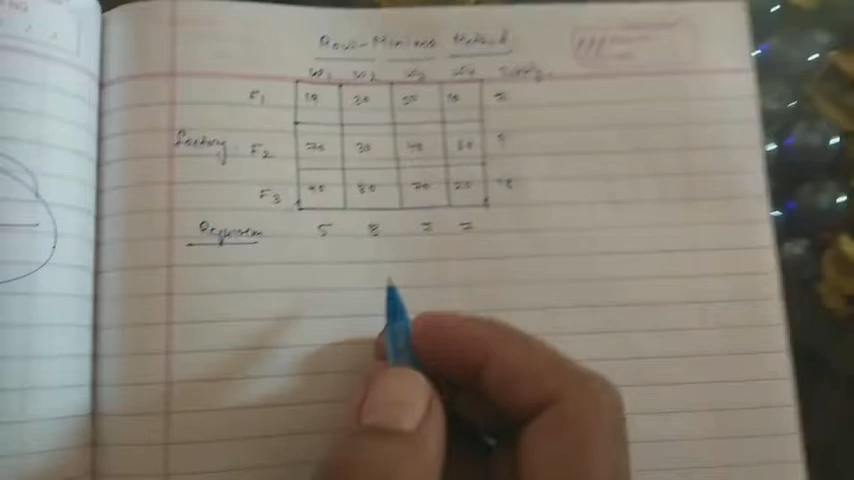 Row-Minima Method
W1 W2 W3 W4 Supply
F1 19 30 50 10 7
Factory F2 70 30 40 60 9
F3 40 80 70 20 18
5 8 7 7